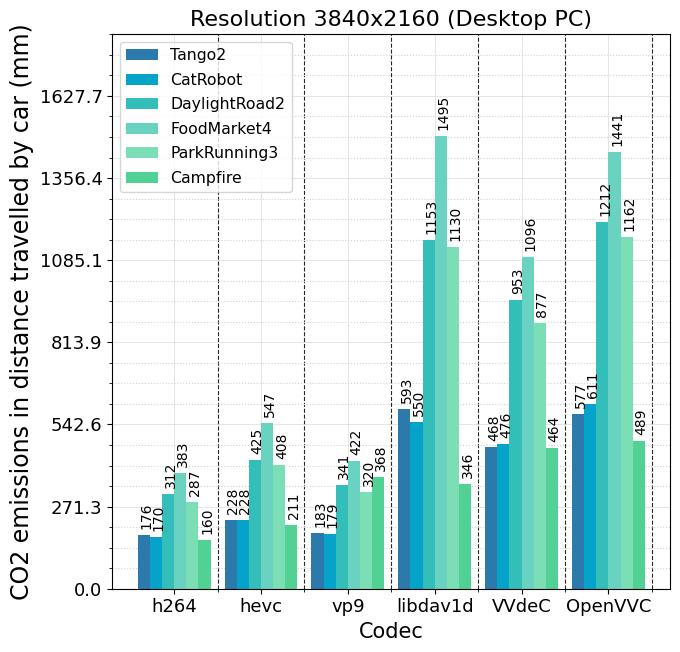 Resolution 3840x2160 (Desktop PC)
CO2 emissions in distance travelled by car (mm)
1627.7
1356.4
1085.1
813.9
542.6
271.3
0.0
Tango2
CatRobot
DaylightRoad2
FoodMarket4
ParkRunning3
Campfire
176
170
312
383
287
160
228
228
425
547
408
211
183
179
341
422
320
368
593
550
1153
1495
1130
346
468
476
953
1096
877
464
577
611
1212
1441
1162
489
h264
hevc
vp9
libdav1d
VVdeC
OpenVVC
Codec